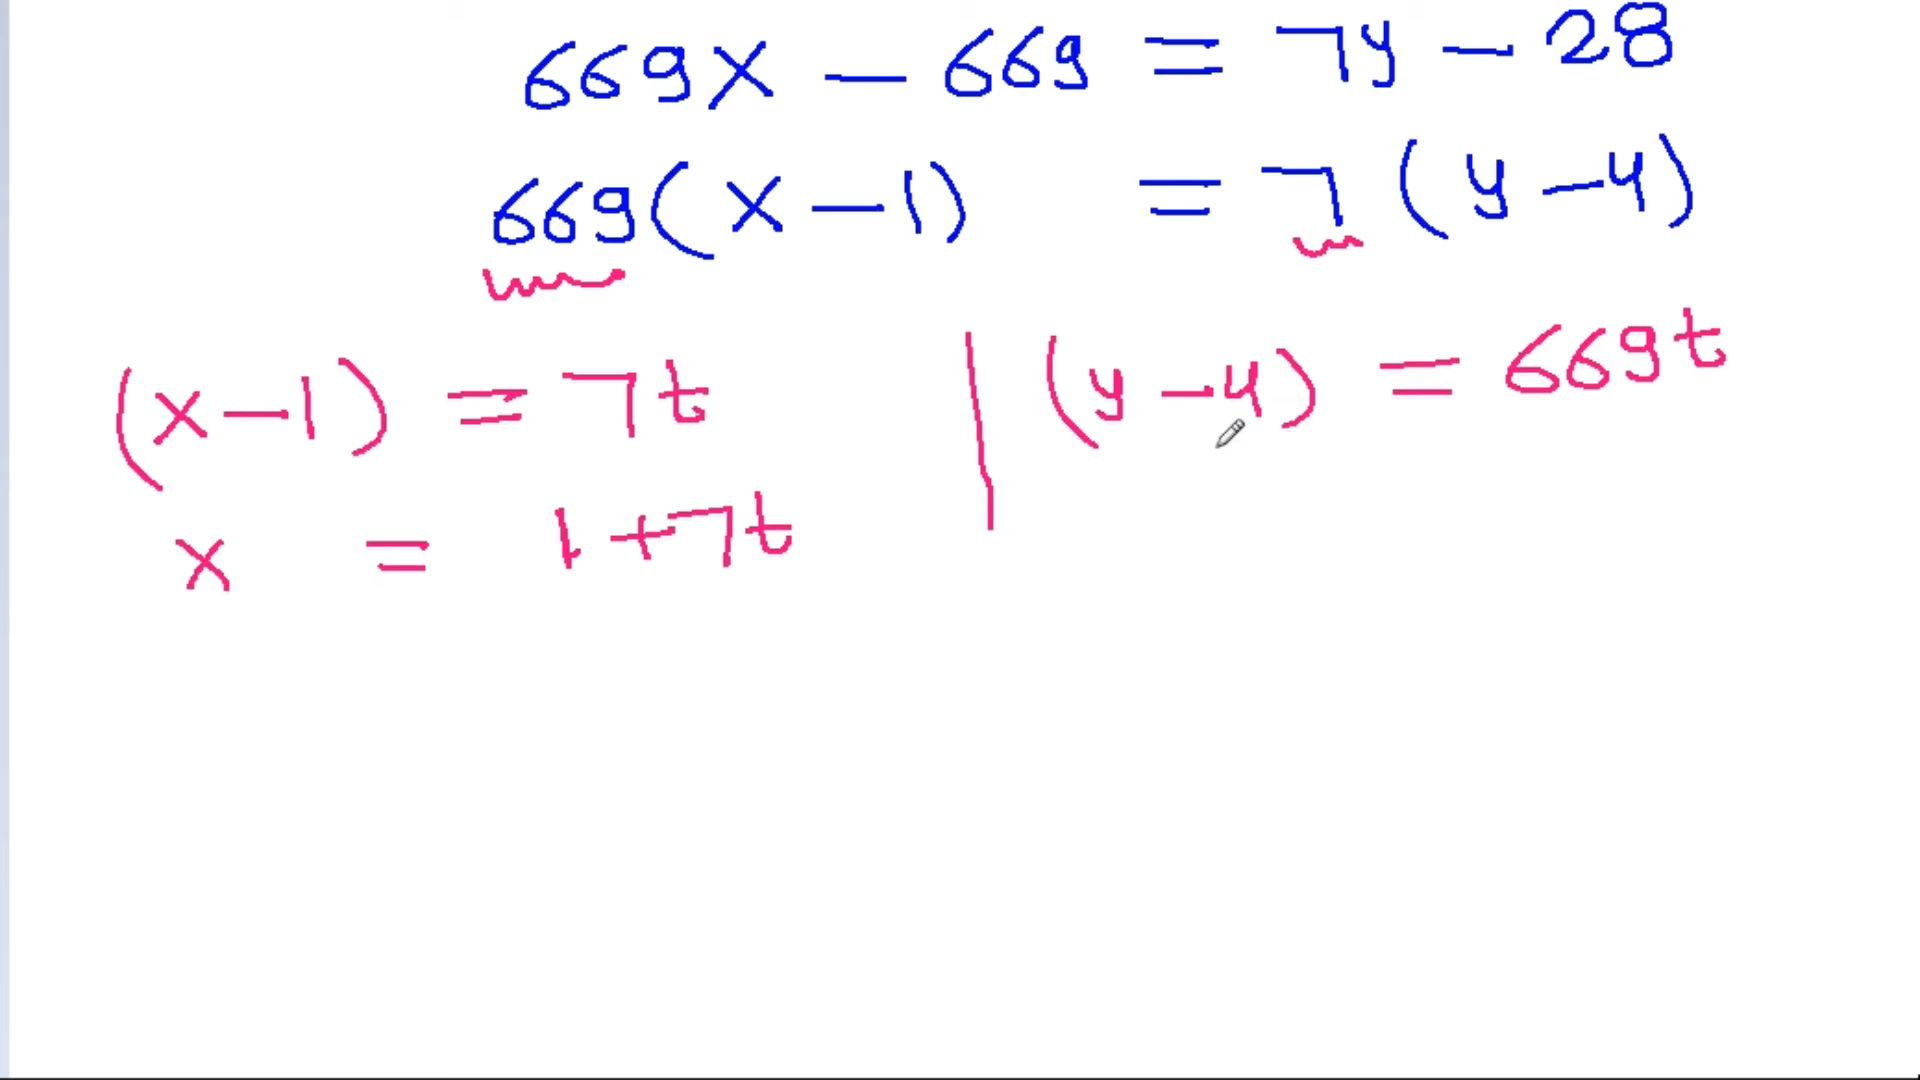 669x - 669 = 7y - 28
669(x - 1) = 7(y - 4)
(x - 1) = 7t | (y - 4) = 669t
x = 1 + 7t